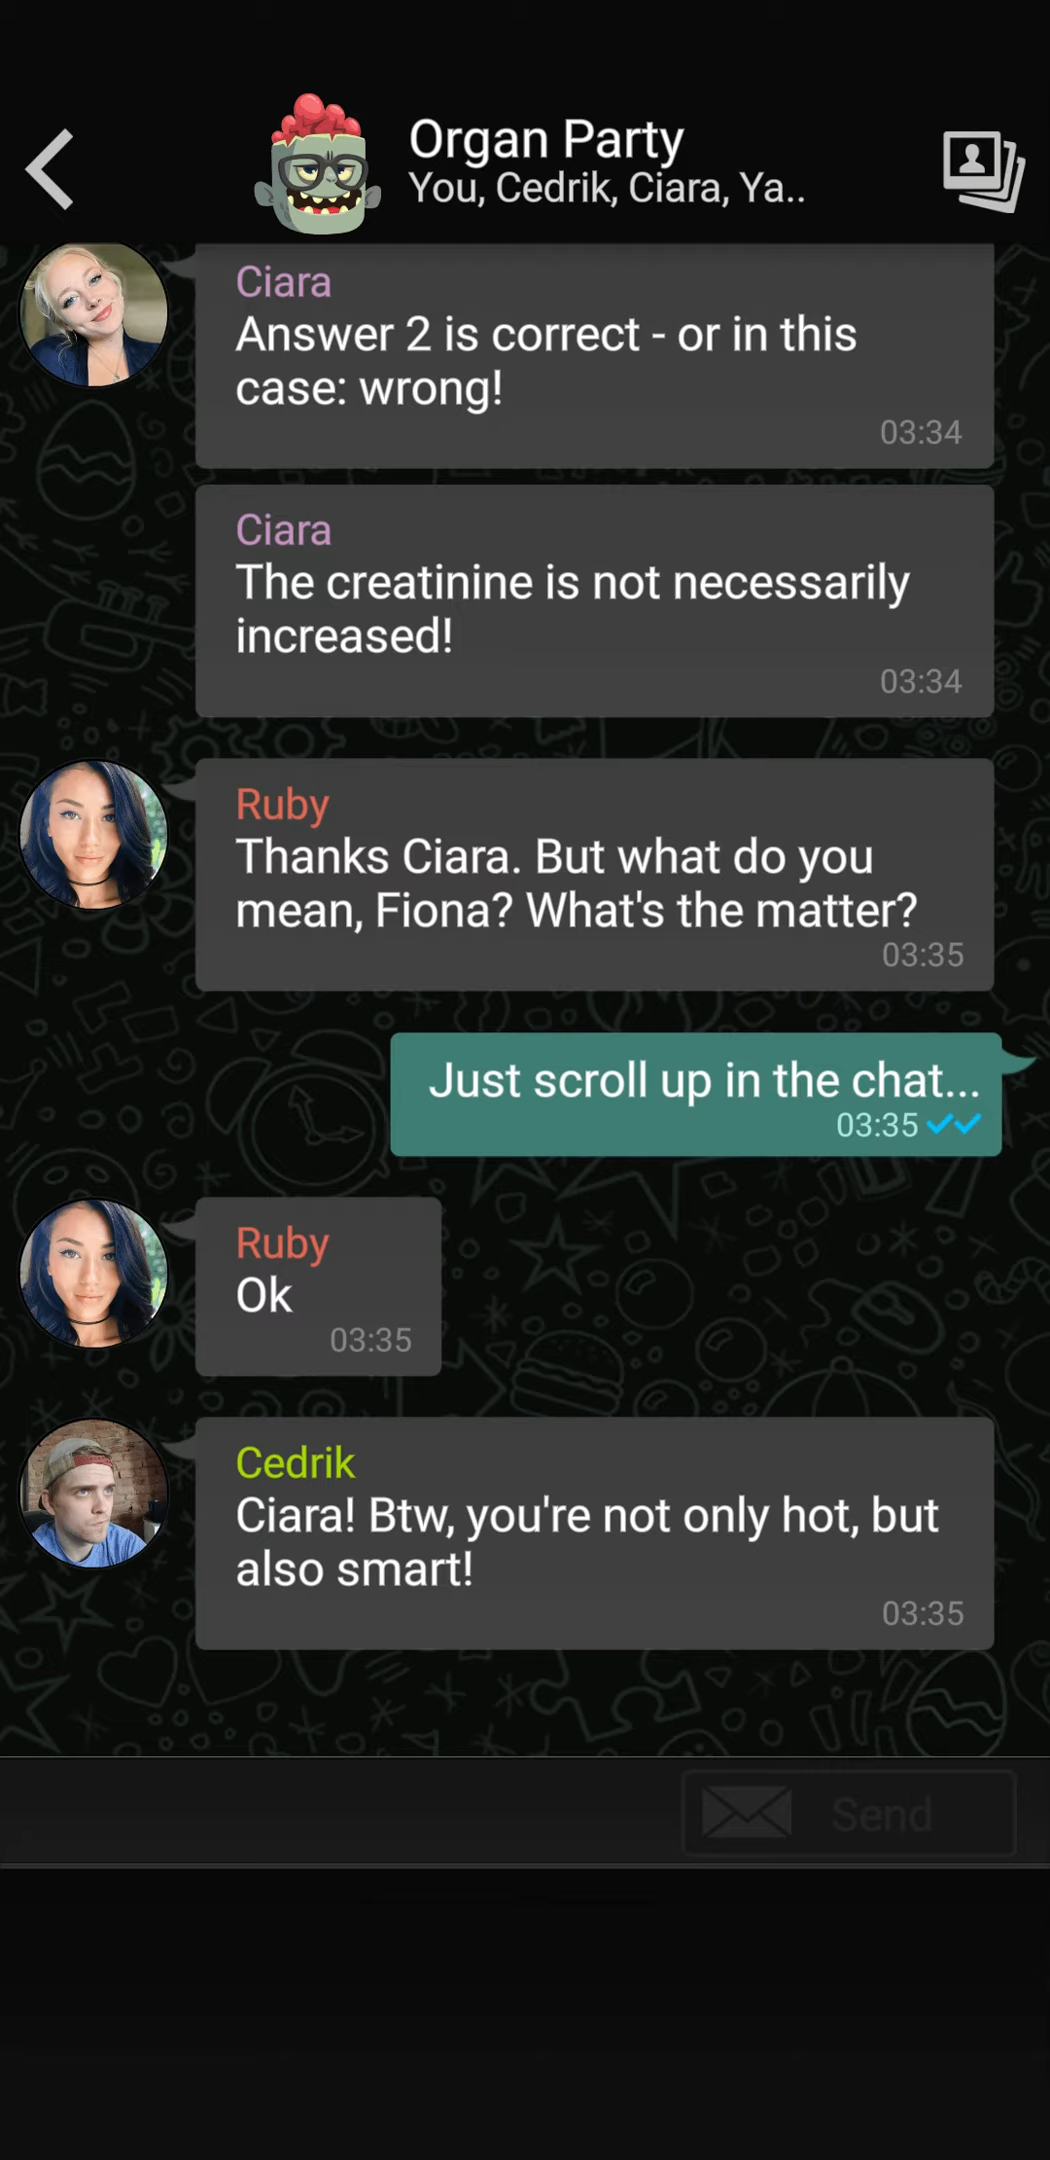 Organ Party
You, Cedrik, Ciara, Ya..
Ciara
Answer 2 is correct - or in this
case: wrong!
03:34
Ciara
The creatinine is not necessarily
increased!
03:34
Ruby
Thanks Ciara. But what do you
mean, Fiona? What's the matter?
03:35
Just scroll up in the chat...
03:35
Ruby
Ok
03:35
Cedrik
Ciara! Btw, you're not only hot, but
also smart!
03:35
Send